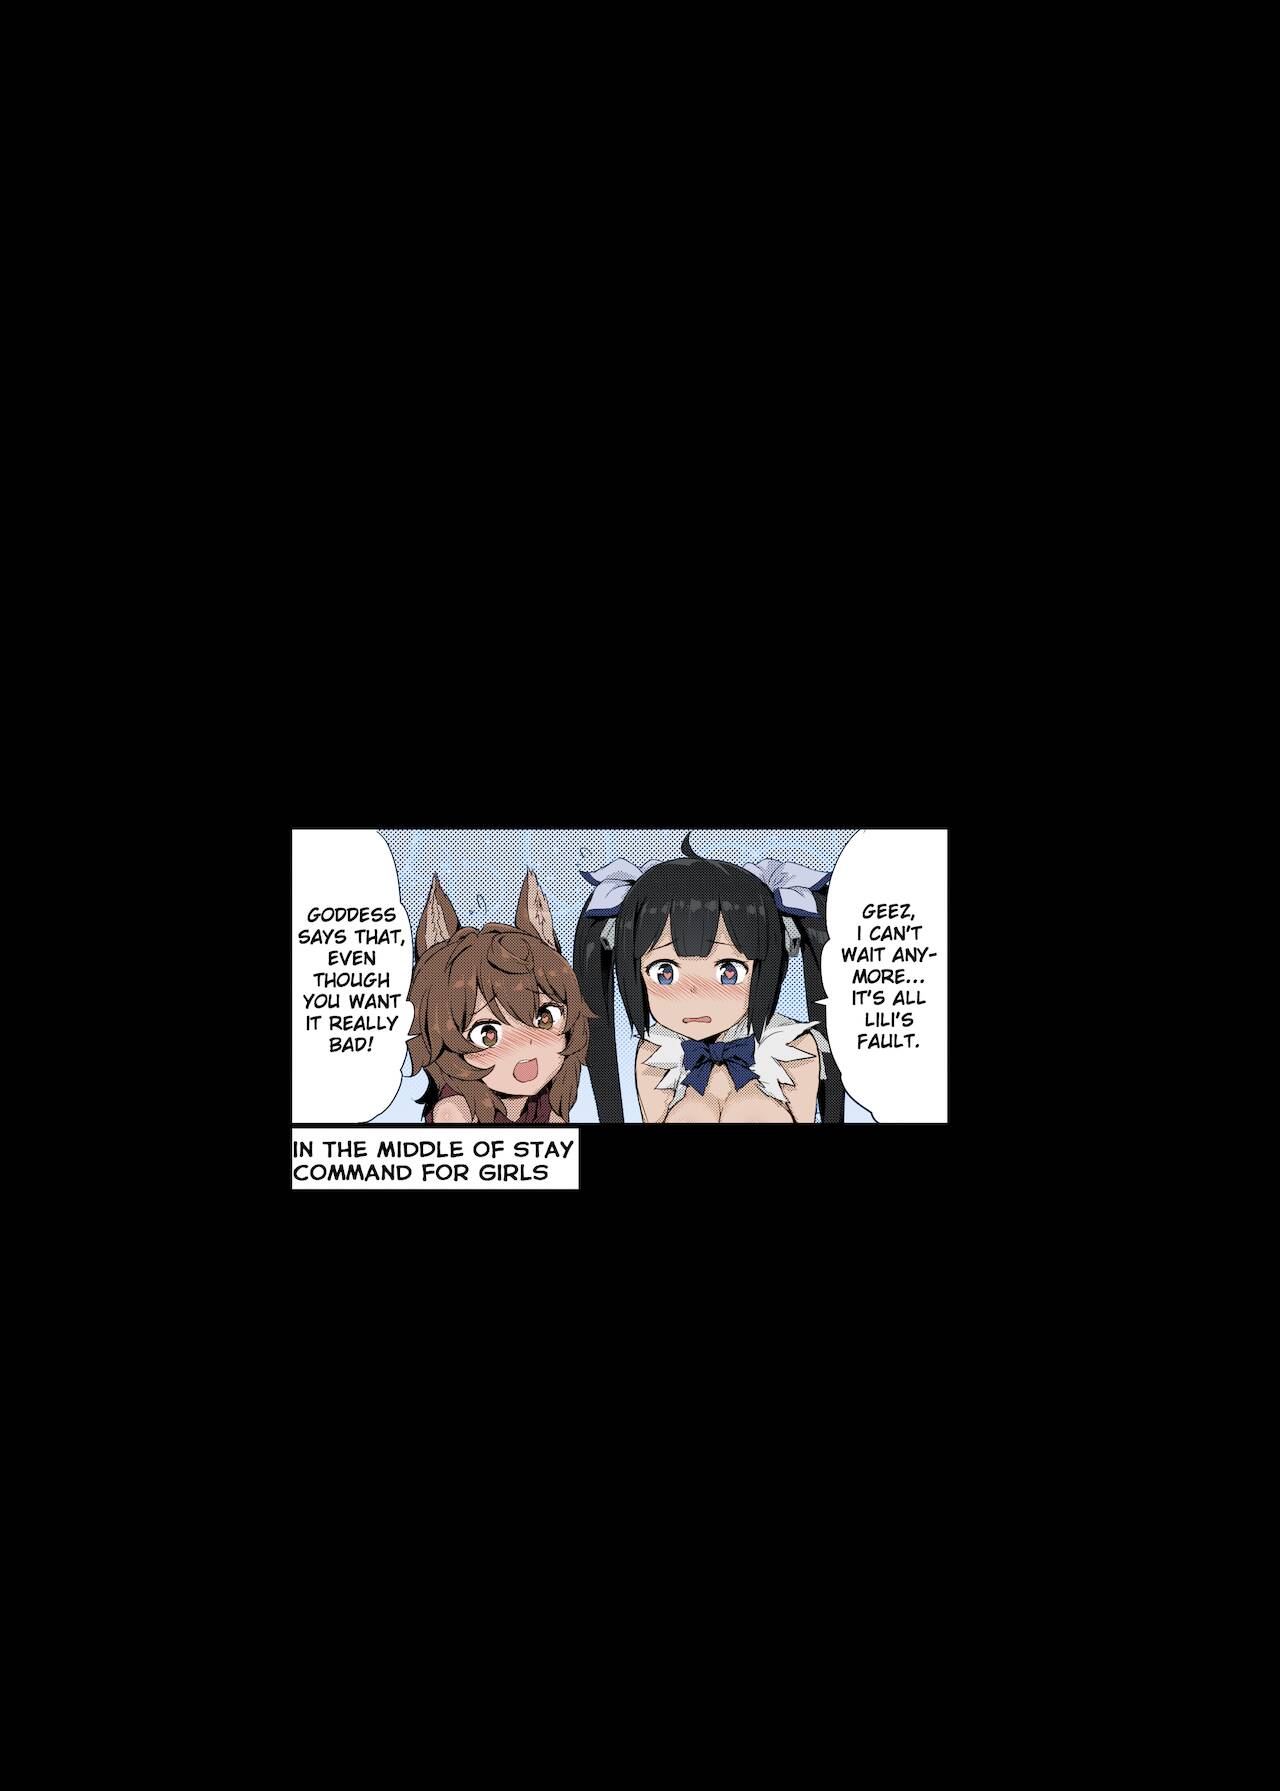 GEEZ,
I CAN'T
WAIT ANY-
MORE...
IT'S ALL
LILI'S
FAULT.
GODDESS
SAYS THAT,
EVEN
THOUGH
YOU WANT
IT REALLY
BAD!
IN THE MIDDLE OF STAY
COMMAND FOR GIRLS